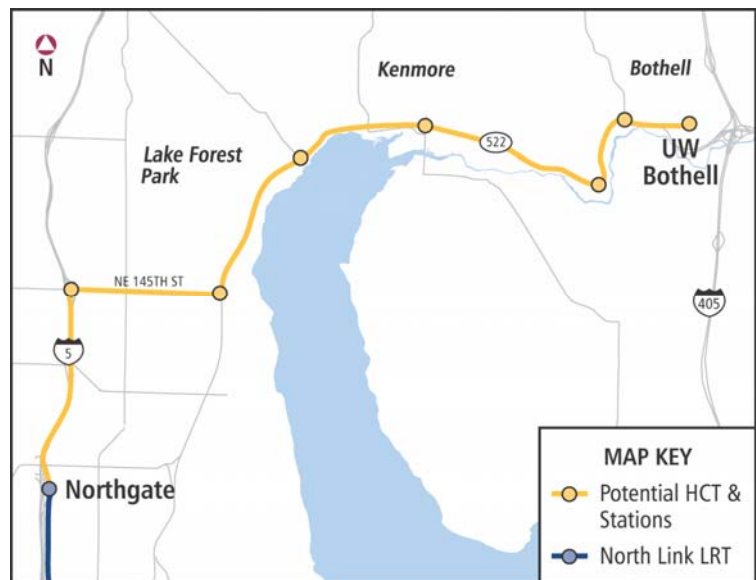 N
Kenmore
Bothell
522
UW
Bothell
Lake Forest
Park
NE 145TH ST
405
5
Northgate
MAP KEY
Potential HCT &
Stations
North Link LRT